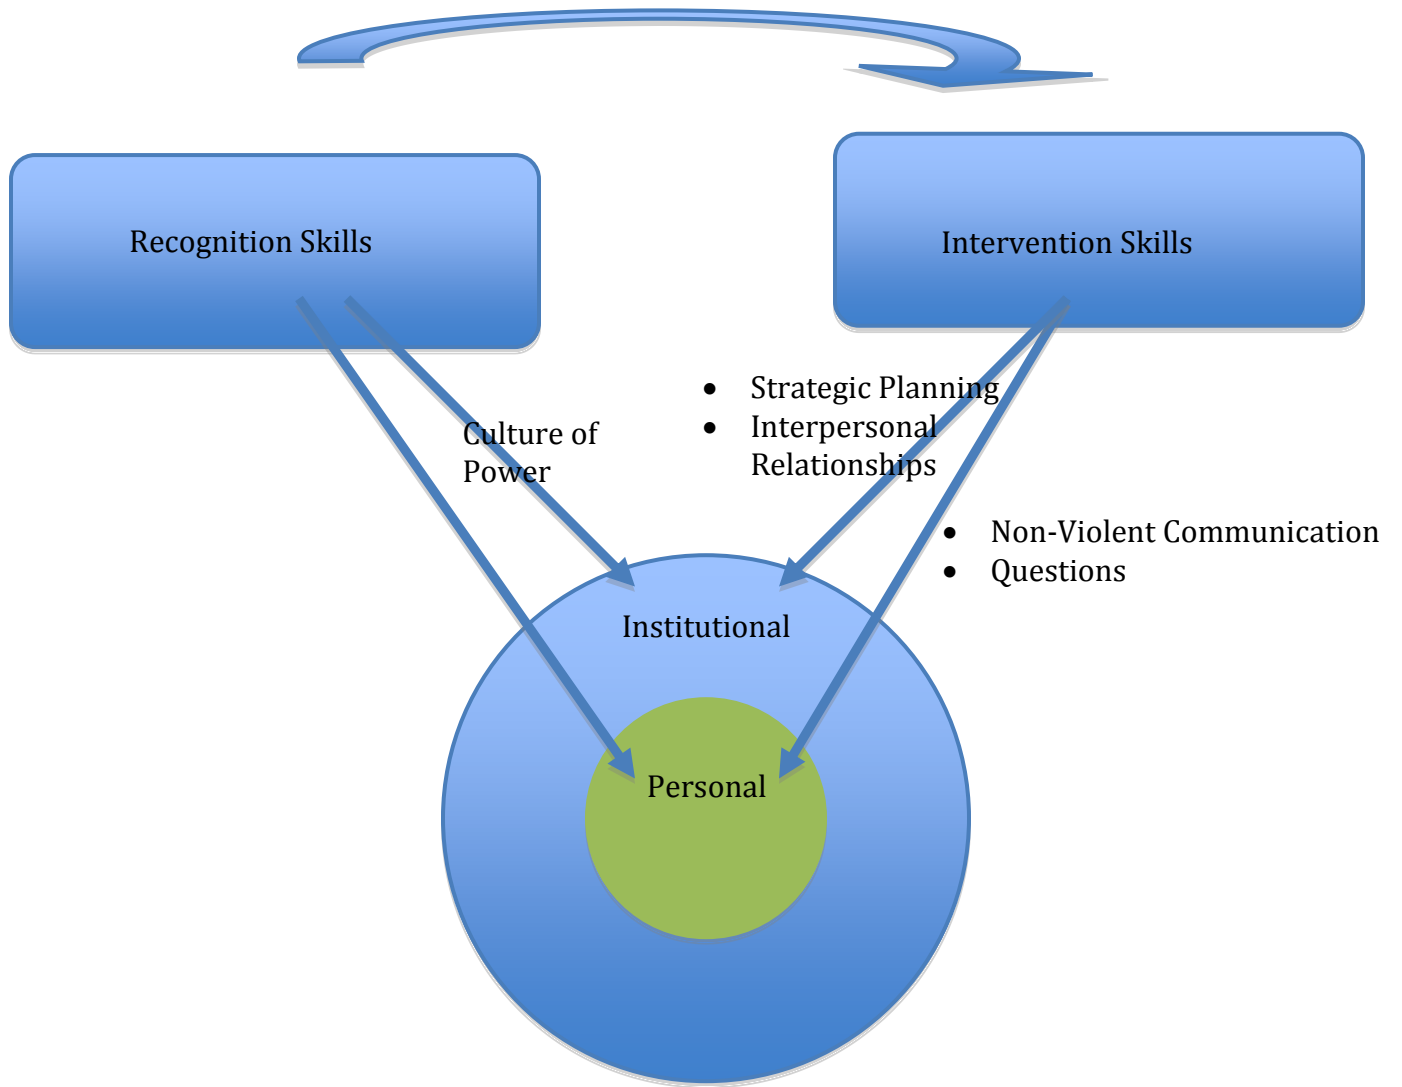 Recognition Skills
Intervention Skills
• Strategic Planning
• Interpersonal
Relationships
Culture of
Power
• Non-Violent Communication
• Questions
Institutional
Personal